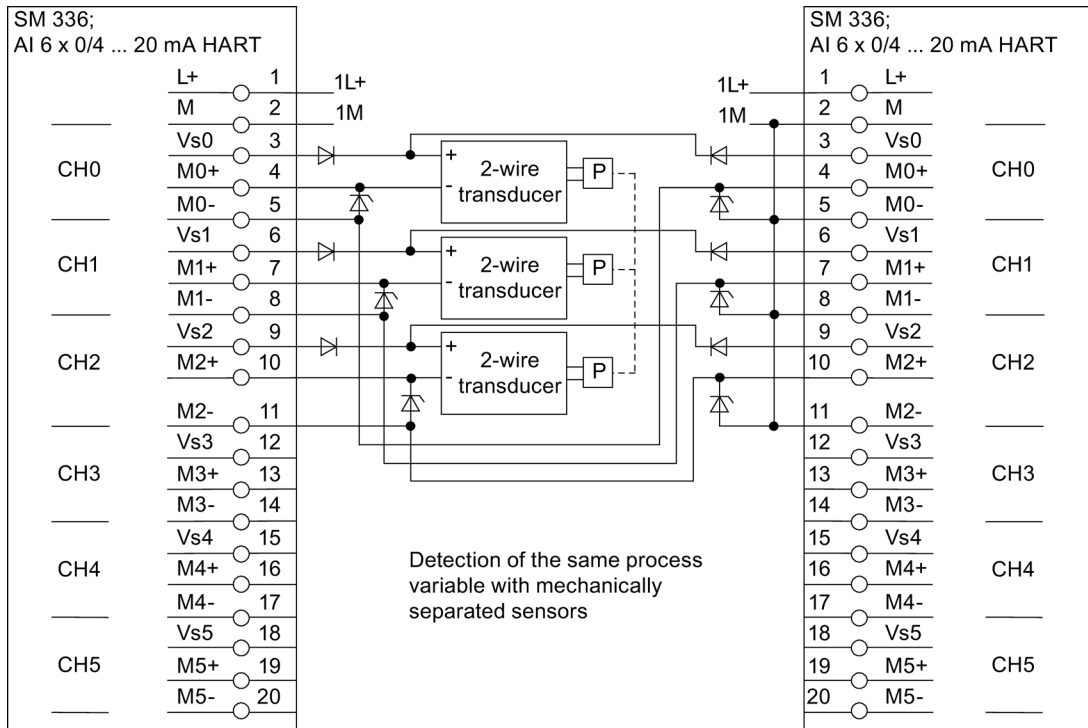 SM 336;
AI 6 x 0/4 ... 20 mA HART
L+ 1 1L+
M 2 1M
CH0
Vs0 3
M0+ 4
M0- 5
CH1
Vs1 6
M1+ 7
M1- 8
CH2
Vs2 9
M2+ 10
M2- 11
CH3
Vs3 12
M3+ 13
M3- 14
CH4
Vs4 15
M4+ 16
M4- 17
CH5
Vs5 18
M5+ 19
M5- 20
+
-
2-wire
transducer
P
+
-
2-wire
transducer
P
+
-
2-wire
transducer
P
Detection of the same process
variable with mechanically
separated sensors
SM 336;
AI 6 x 0/4 ... 20 mA HART
1L+ 1 L+
1M 2 M
3 Vs0
4 M0+
5 M0-
CH0
6 Vs1
7 M1+
8 M1-
CH1
9 Vs2
10 M2+
11 M2-
CH2
12 Vs3
13 M3+
14 M3-
CH3
15 Vs4
16 M4+
17 M4-
CH4
18 Vs5
19 M5+
20 M5-
CH5